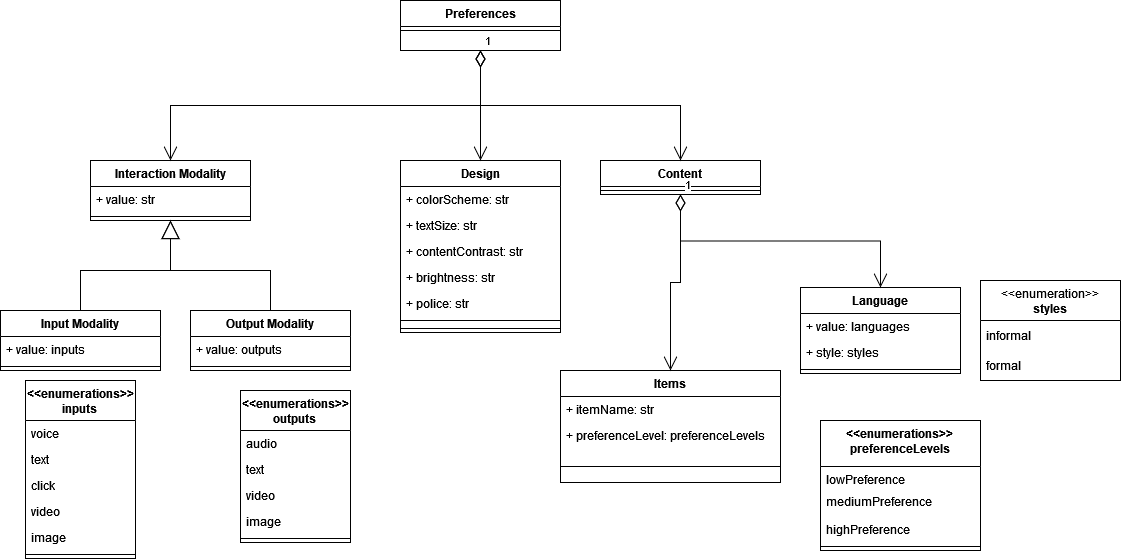 Preferences
1
Interaction Modality
+ value: str
Design
+ colorScheme: str
+ textSize: str
+ contentContrast: str
+ brightness: str
+ police: str
Content
1
Input Modality
+ value: inputs
Output Modality
+ value: outputs
Language
+ value: languages
+ style: styles
<<enumeration>>
styles
informal
formal
Items
+ itemName: str
+ preferenceLevel: preferenceLevels
<<enumerations>>
inputs
voice
text
click
video
image
<<enumerations>>
outputs
audio
text
video
image
<<enumerations>>
preferenceLevels
lowPreference
mediumPreference
highPreference